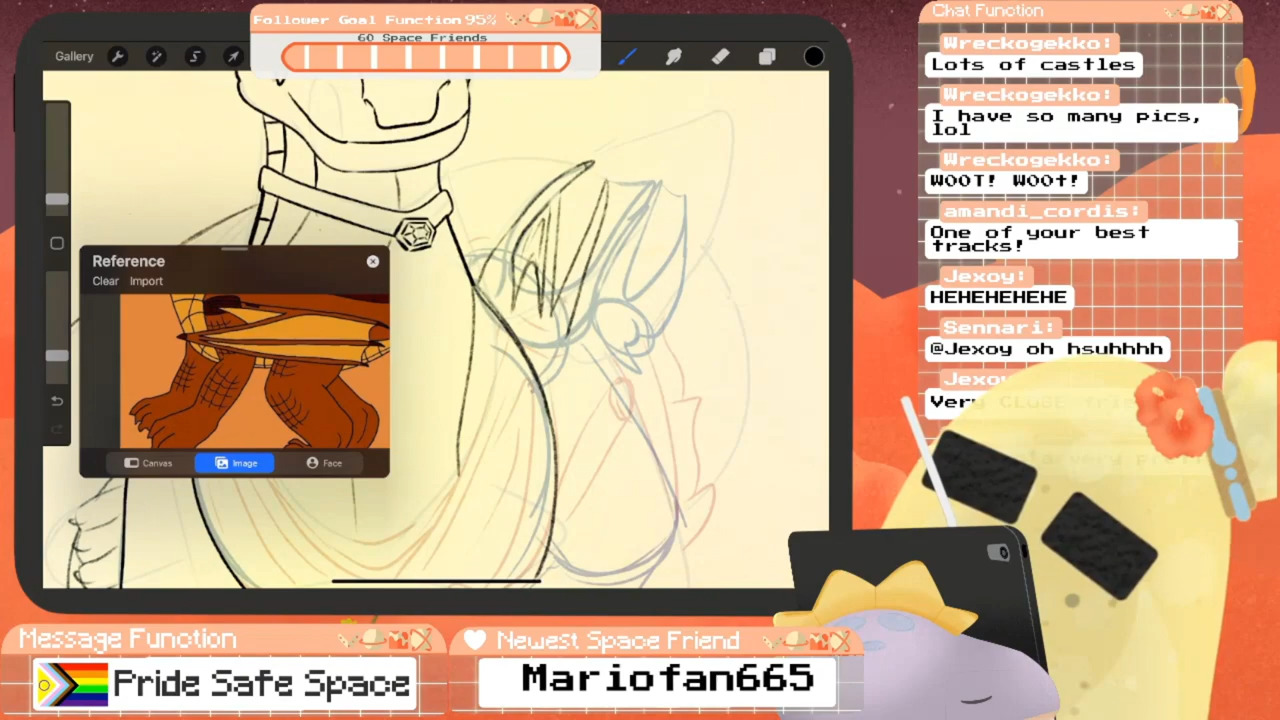 Follower Goal Function 95%
60 Space Friends
Gallery
Reference
Clear Import
Canvas Image Face
Chat Function
Wreckogekko:
Lots of castles
Wreckogekko:
I have so many pics,
lol
Wreckogekko:
WOOT! WOOt!
amandi_cordis:
One of your best
tracks!
Jexoy:
HEHEHEHEHE
Sennari:
@Jexoy oh hsuhhhh
Very
Message Function
Pride Safe Space
Newest Space Friend
Mariofan665